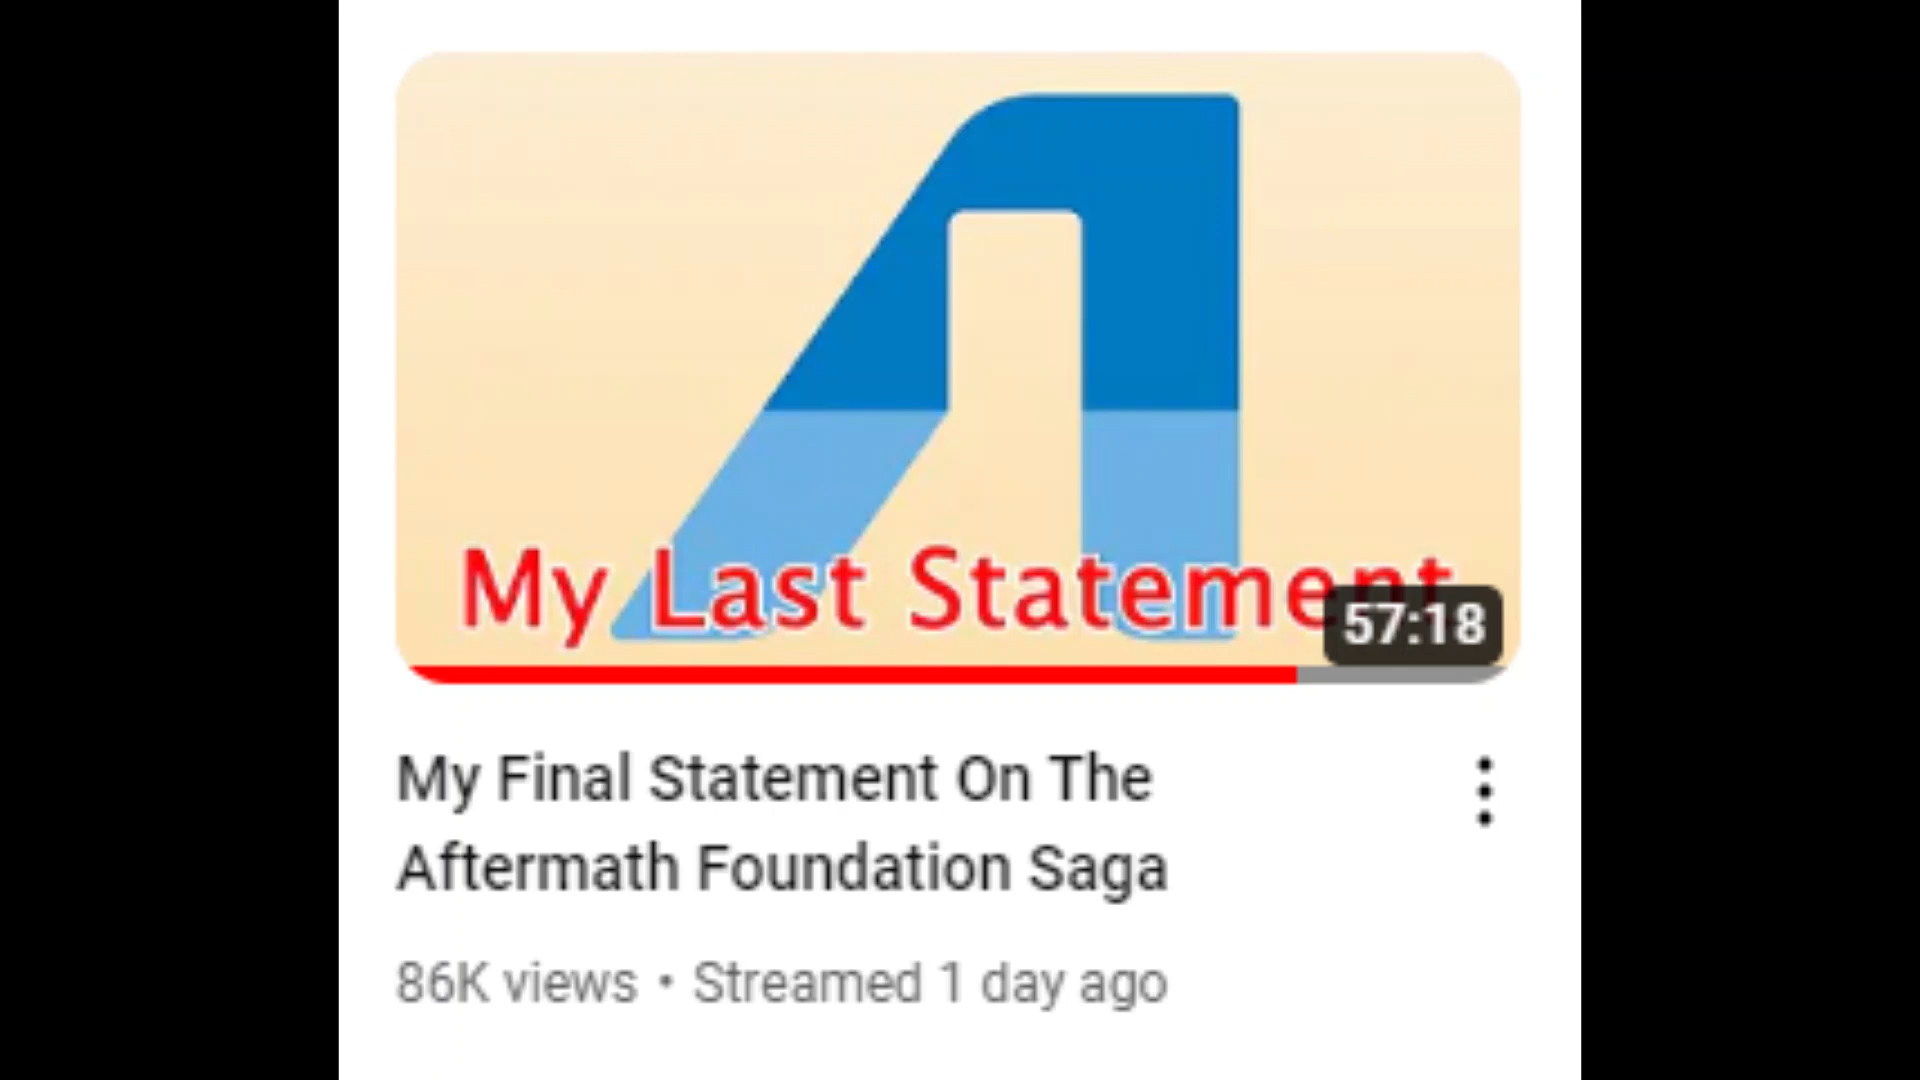 My Last Statement
57:18
My Final Statement On The
Aftermath Foundation Saga
86K views • Streamed 1 day ago